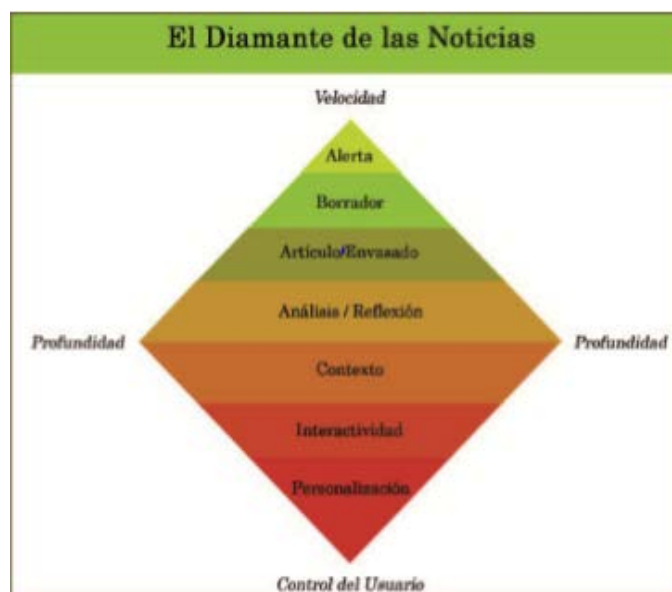 El Diamante de las Noticias
Velocidad
Alerta
Borrador
Artículo/Envasado
Análisis / Reflexión
Profundidad
Profundidad
Contexto
Interactividad
Personalización
Control del Usuario